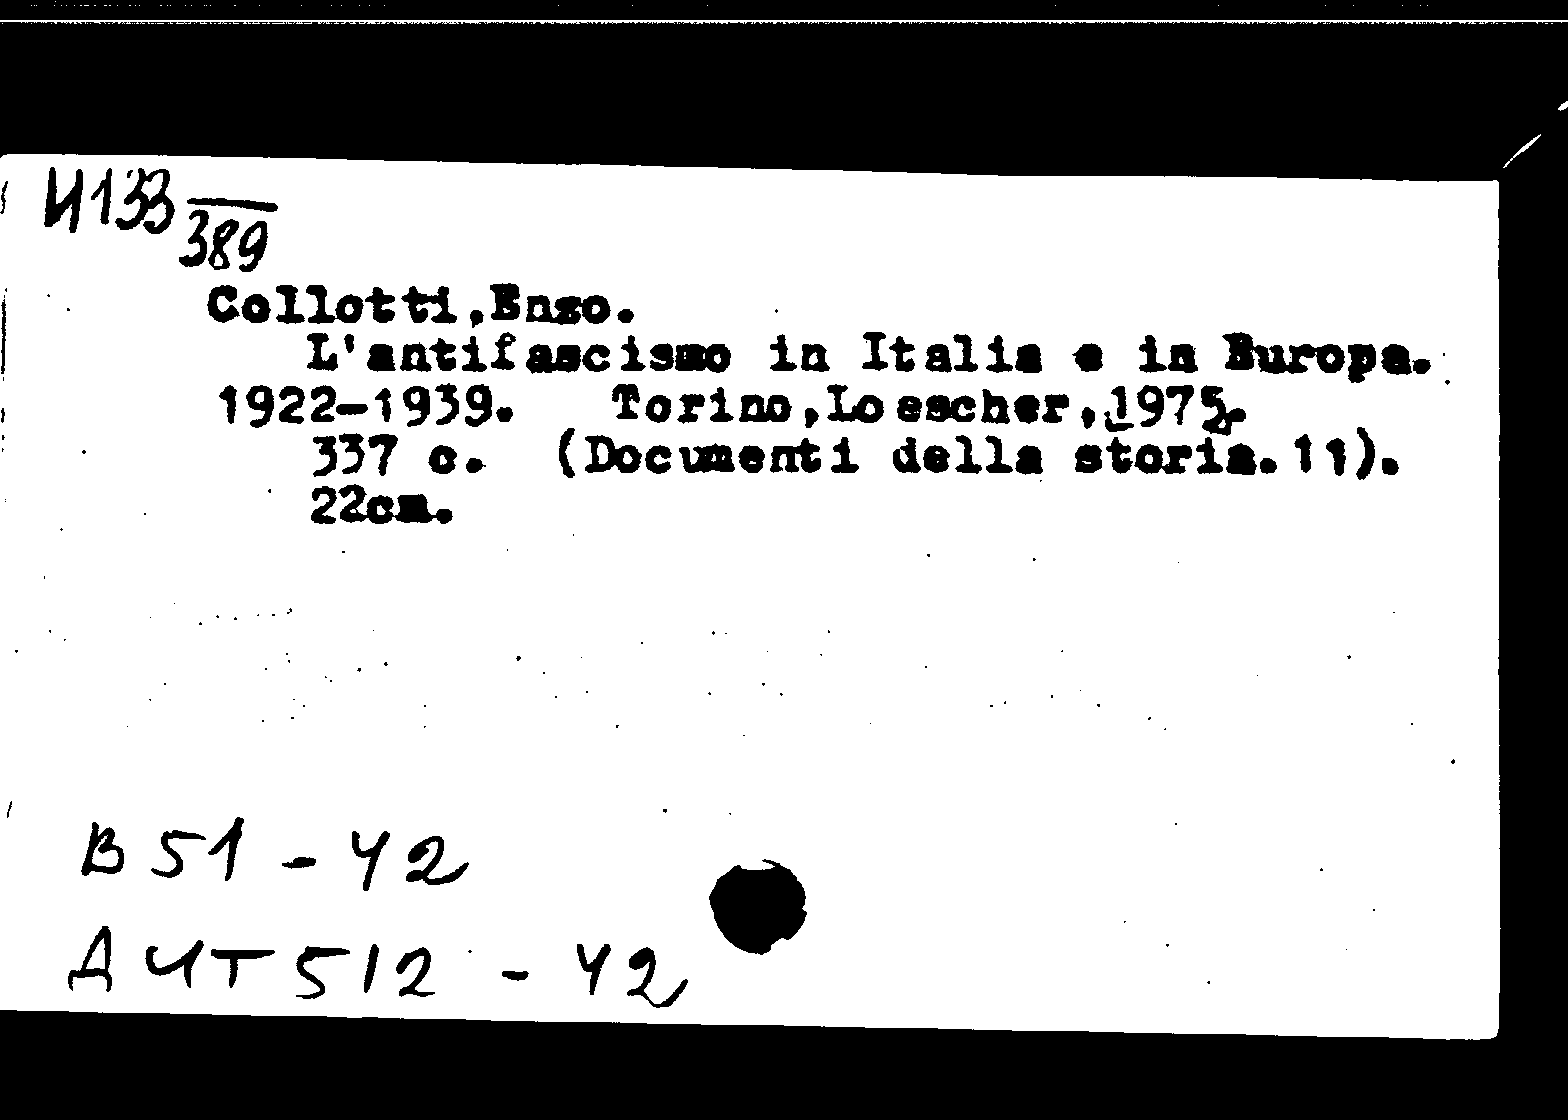 И133
389
Collotti,Enzo.
L'antifascismo in Italia e in Europa.
1922-1939. Torino,Loescher,1975.
337 с. (Documenti della storia.11).
22cm.
В51-42
ДИТ512-42